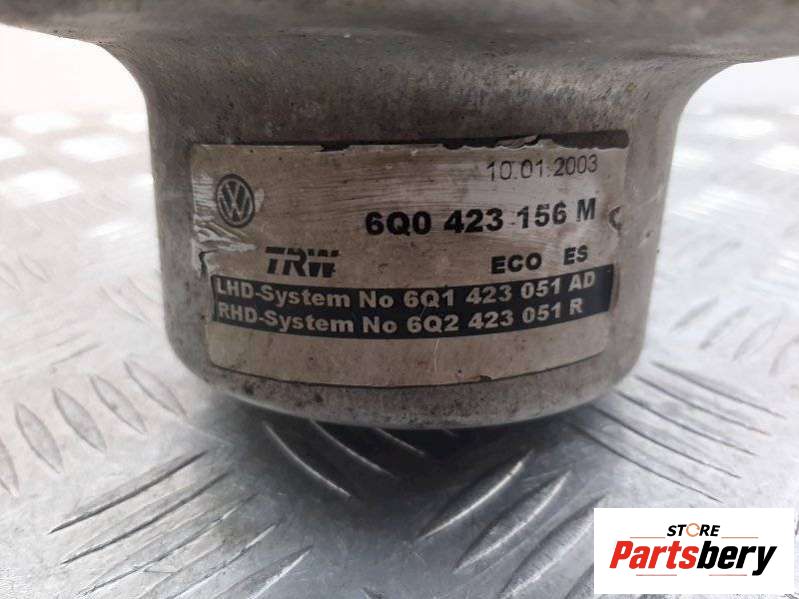 10.01.2003
6Q0 423 156 M
TRW
ECO ES
LHD-System No 6Q1 423 051 AD
RHD-System No 6Q2 423 051 R
STORE
Partsbery